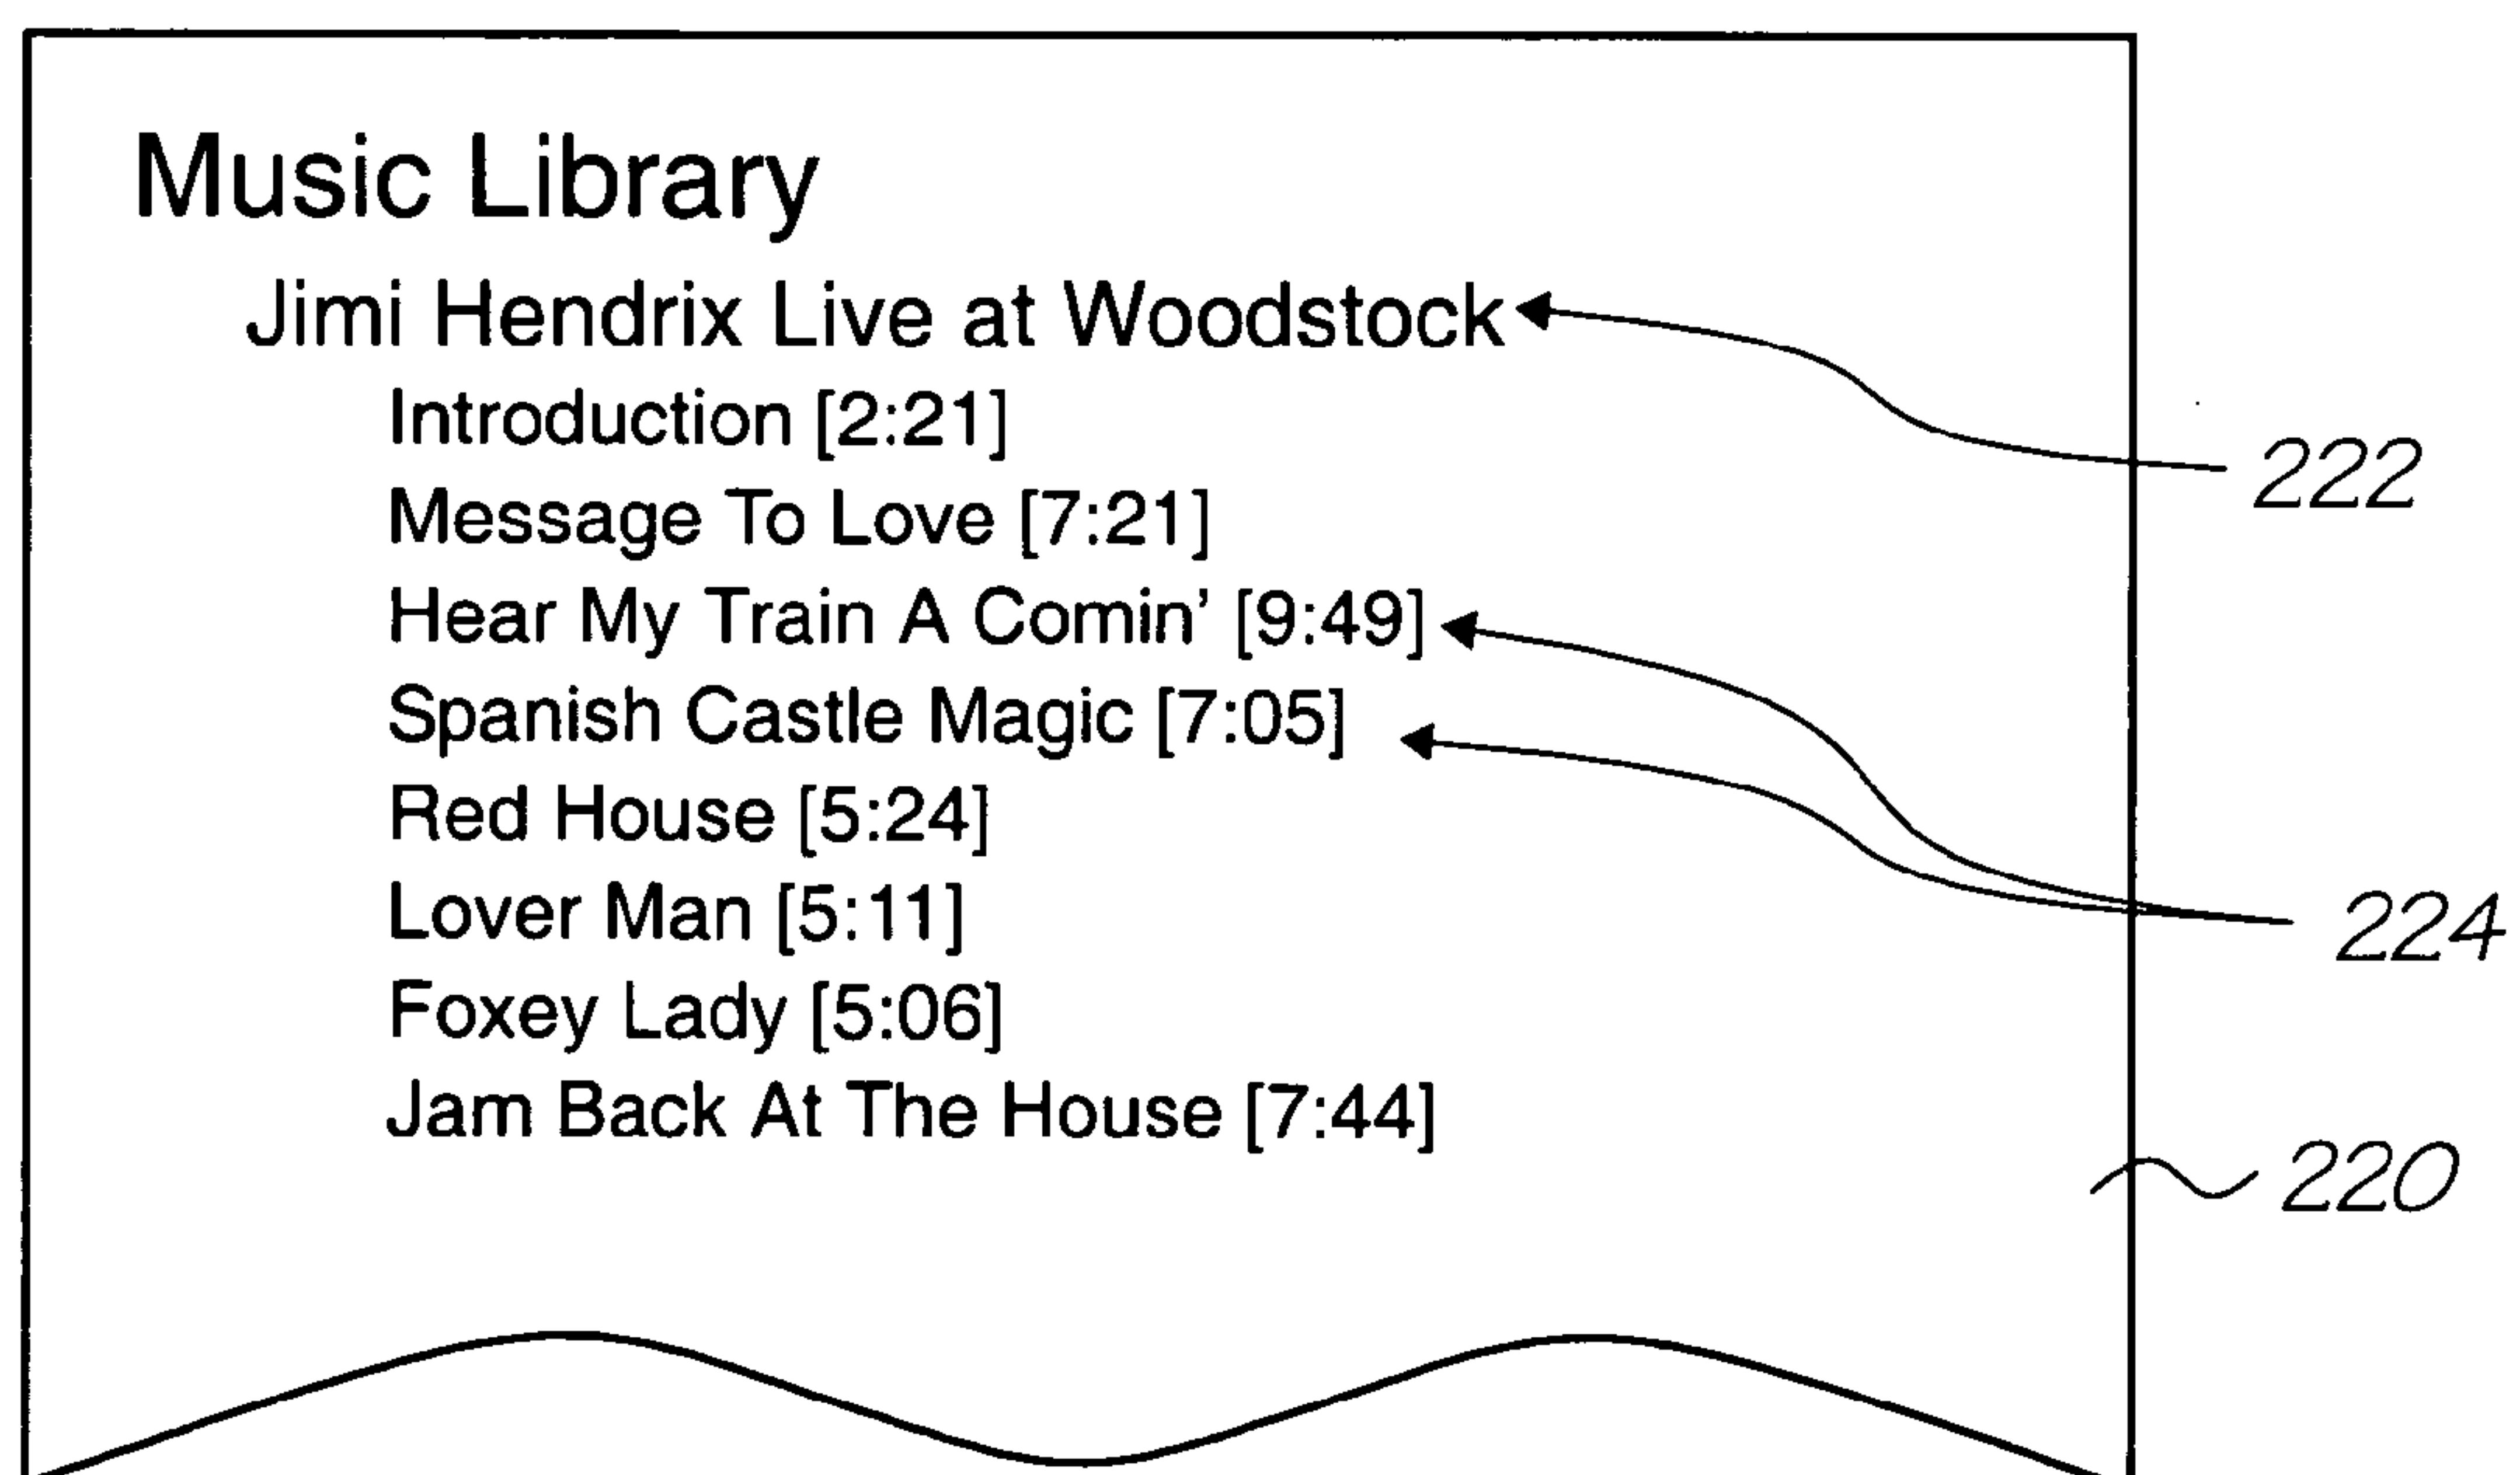 Music Library
Jimi Hendrix Live at Woodstock
Introduction [2:21]
222
Message To Love [7:21]
Hear My Train A Comin' [9:49]
Spanish Castle Magic [7:05]
Red House [5:24]
Lover Man [5:11]
224
Foxey Lady [5:06]
Jam Back At The House [7:44]
220